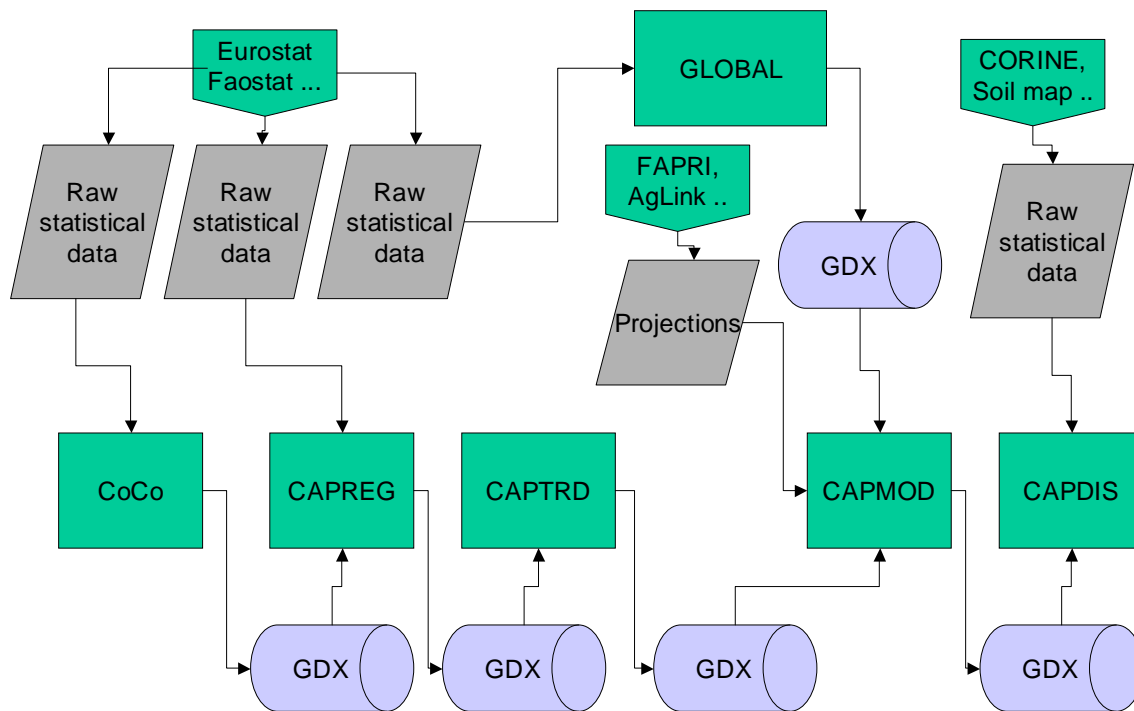 Eurostat
Faostat ...
GLOBAL
CORINE,
Soil map ..
FAPRI,
AgLink ..
Raw
statistical
data
Raw
statistical
data
Raw
statistical
data
Raw
statistical
data
GDX
Projections
CoCo
CAPREG
CAPTRD
CAPMOD
CAPDIS
GDX
GDX
GDX
GDX